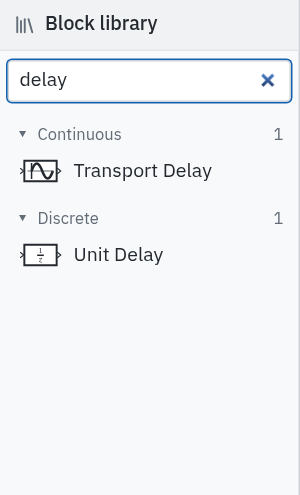 Block library
delay
Continuous 1
Transport Delay
Discrete 1
1
z
Unit Delay